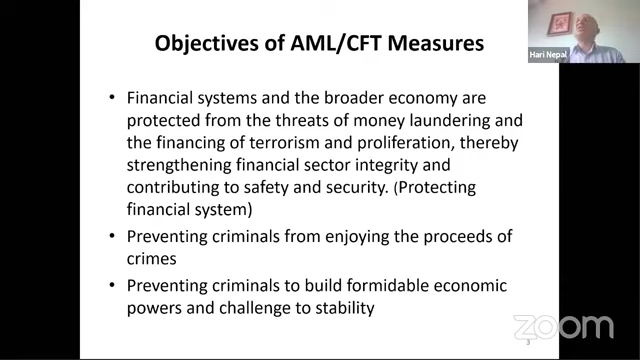 Objectives of AML/CFT Measures
Hari Nepal
• Financial systems and the broader economy are
protected from the threats of money laundering and
the financing of terrorism and proliferation, thereby
strengthening financial sector integrity and
contributing to safety and security. (Protecting
financial system)
• Preventing criminals from enjoying the proceeds of
crimes
• Preventing criminals to build formidable economic
powers and challenge to stability
zoom
3